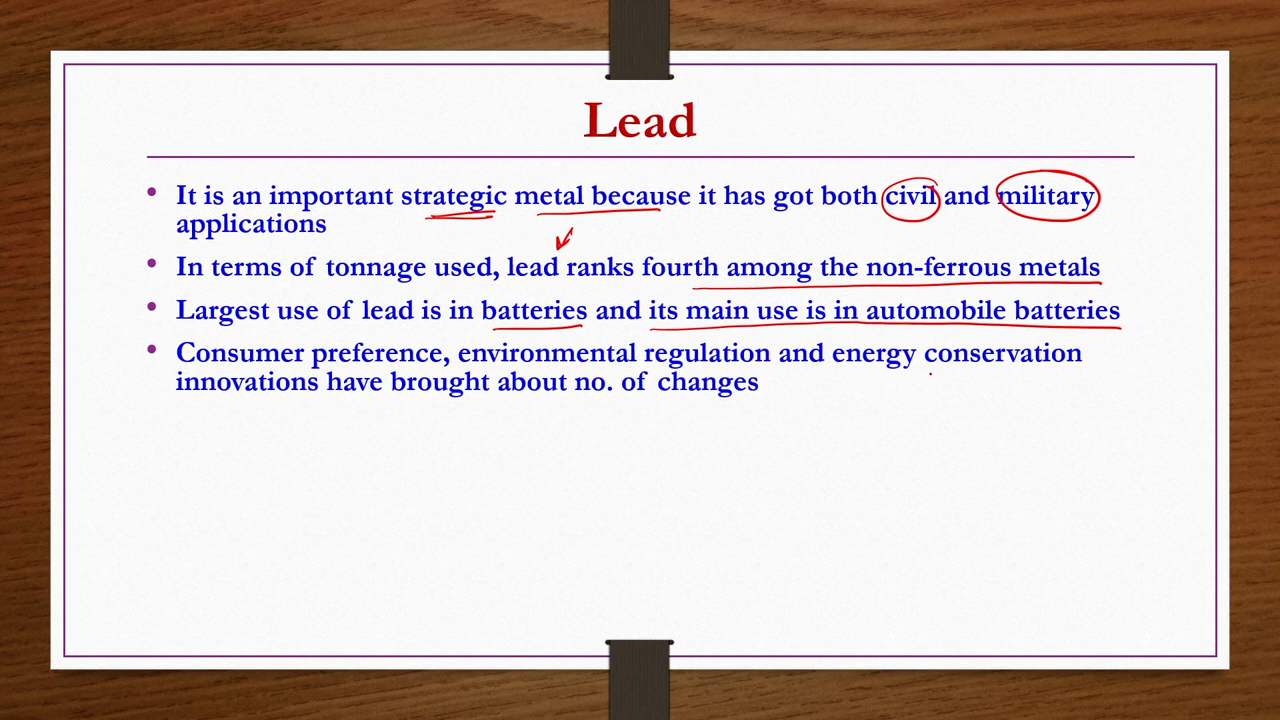 Lead
• It is an important strategic metal because it has got both civil and military
applications
• In terms of tonnage used, lead ranks fourth among the non-ferrous metals
• Largest use of lead is in batteries and its main use is in automobile batteries
• Consumer preference, environmental regulation and energy conservation
innovations have brought about no. of changes